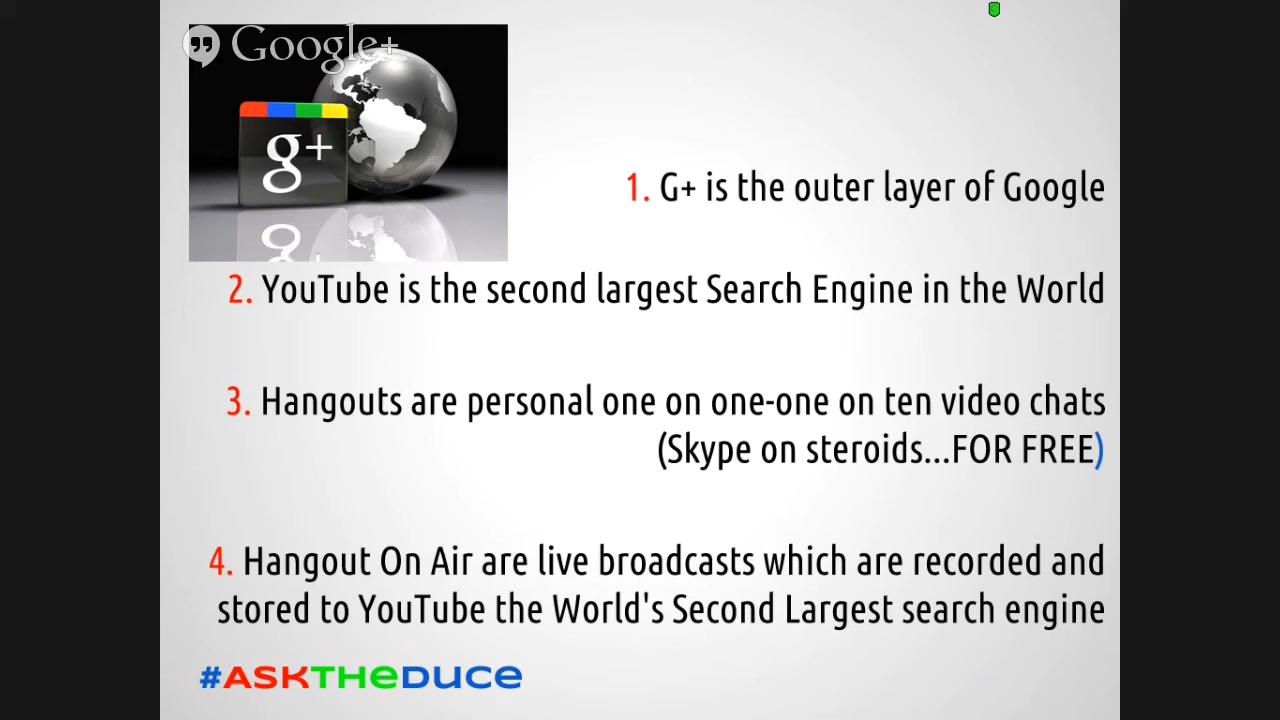 Google+
g+
1. G+ is the outer layer of Google
2. YouTube is the second largest Search Engine in the World
3. Hangouts are personal one on one-one on ten video chats
(Skype on steroids...FOR FREE)
4. Hangout On Air are live broadcasts which are recorded and
stored to YouTube the World's Second Largest search engine
#ASKTHeDUCe